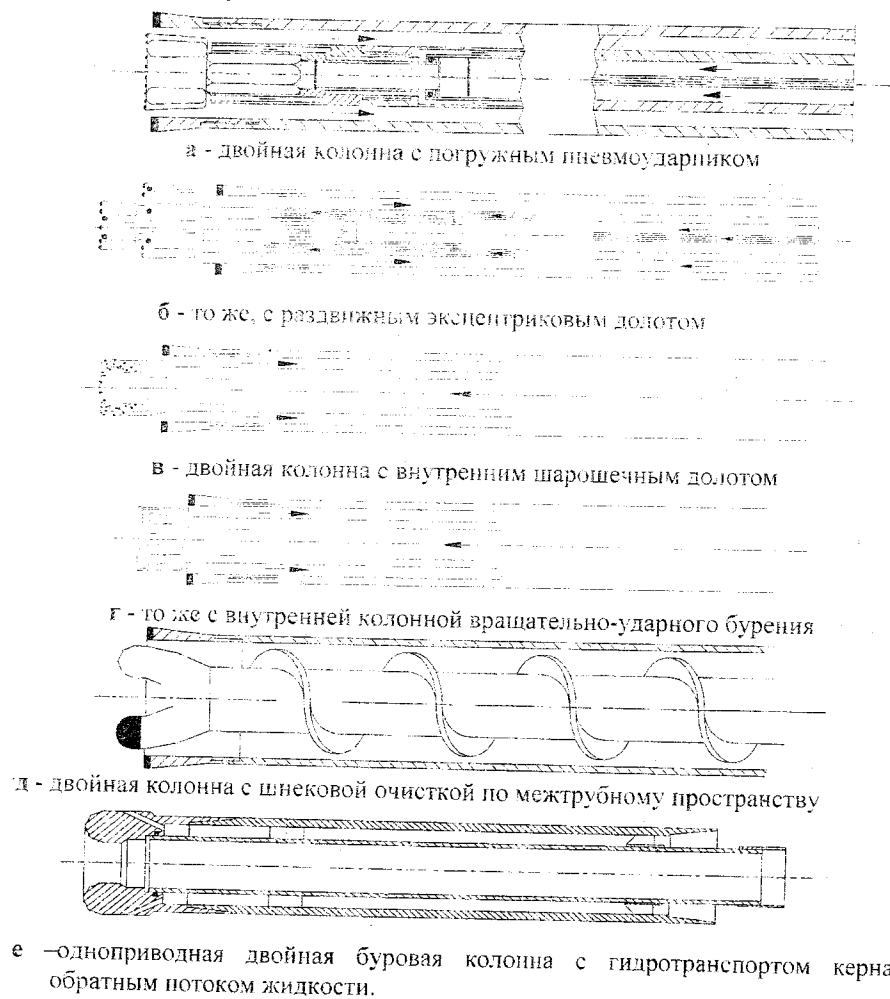 а - двойная колонна с погружным пневмоударником
б - то же, с раздвижным эксцентриковым долотом
в - двойная колонна с внутренним шарошечным долотом
г - то же с внутренней колонной вращательно-ударного бурения
д - двойная колонна с шнековой очисткой по межтрубному пространству
е –одноприводная двойная буровая колонна с гидротранспортом керна
обратным потоком жидкости.